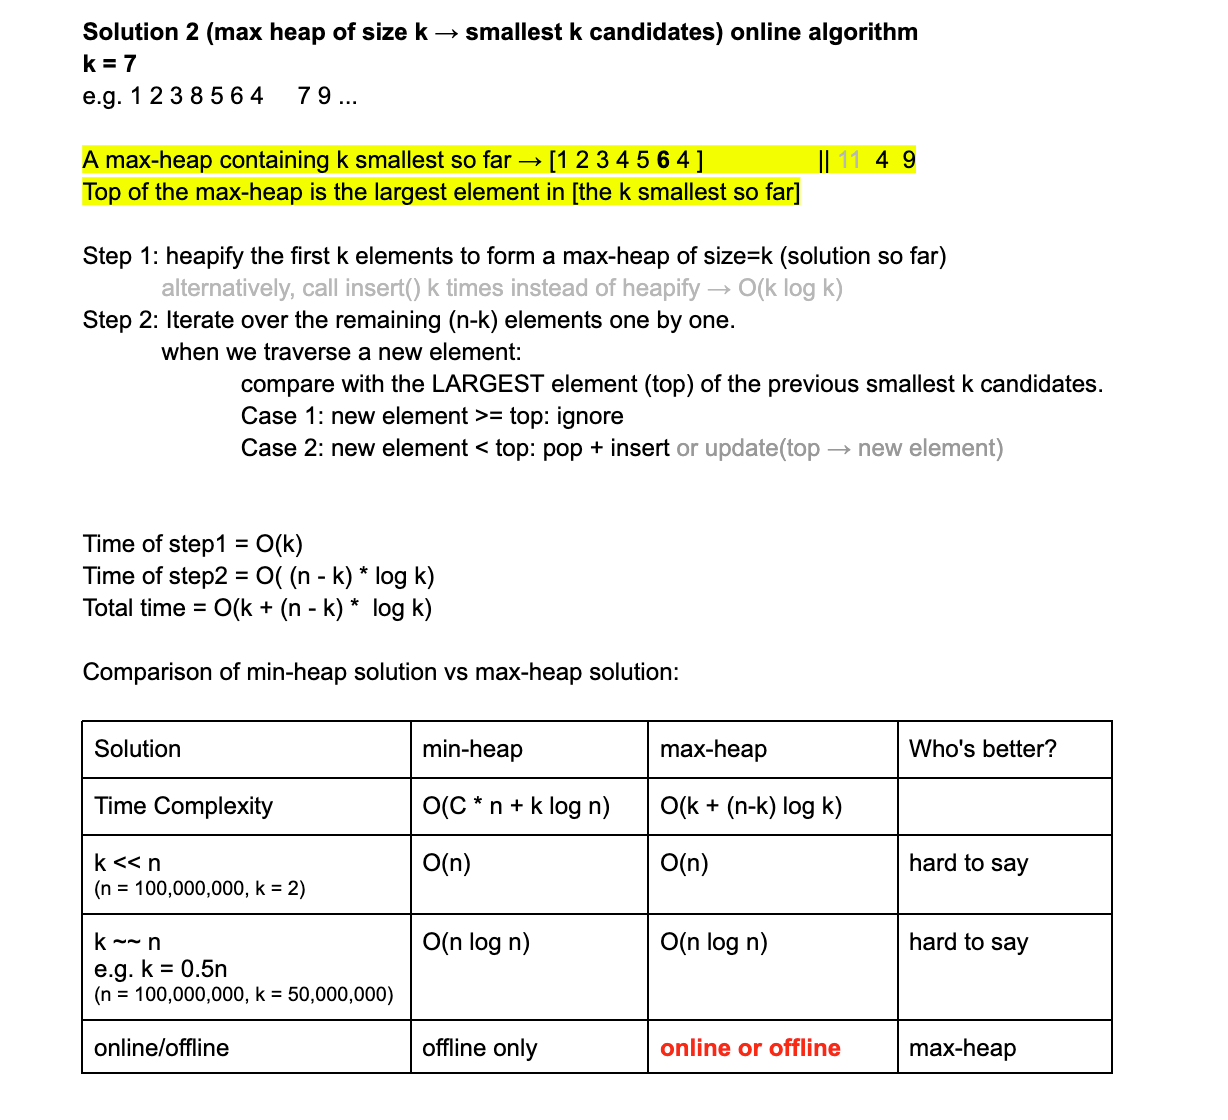 Solution 2 (max heap of size k → smallest k candidates) online algorithm
k = 7
e.g. 1 2 3 8 5 6 4 7 9 ...
A max-heap containing k smallest so far → [1 2 3 4 5 6 4 ] || 11 4 9
Top of the max-heap is the largest element in [the k smallest so far]
Step 1: heapify the first k elements to form a max-heap of size=k (solution so far)
alternatively, call insert() k times instead of heapify → O(k log k)
Step 2: Iterate over the remaining (n-k) elements one by one.
when we traverse a new element:
compare with the LARGEST element (top) of the previous smallest k candidates.
Case 1: new element >= top: ignore
Case 2: new element < top: pop + insert or update(top → new element)
Time of step1 = O(k)
Time of step2 = O( (n - k) * log k)
Total time = O(k + (n - k) * log k)
Comparison of min-heap solution vs max-heap solution:
Solution min-heap max-heap Who's better?
Time Complexity O(C * n + k log n) O(k + (n-k) log k)
k << n O(n) O(n) hard to say
(n = 100,000,000, k = 2)
k ~~ n O(n log n) O(n log n) hard to say
e.g. k = 0.5n
(n = 100,000,000, k = 50,000,000)
online/offline offline only online or offline max-heap